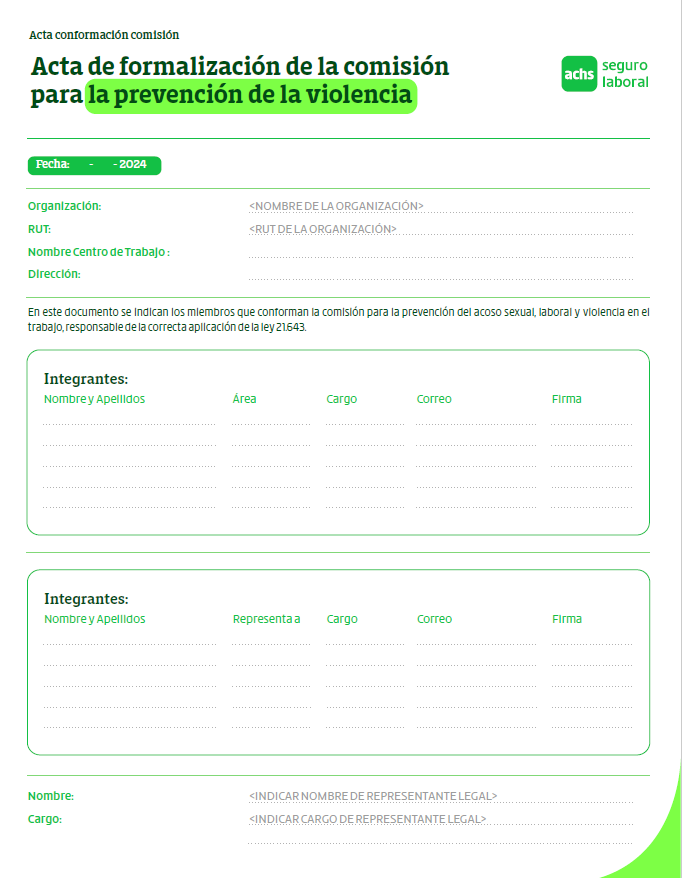 Acta conformación comisión
Acta de formalización de la comisión
para la prevención de la violencia
achs seguro laboral
Fecha: - - 2024
Organización: <NOMBRE DE LA ORGANIZACIÓN>
RUT: <RUT DE LA ORGANIZACIÓN>
Nombre Centro de Trabajo :
Dirección:
En este documento se indican los miembros que conforman la comisión para la prevención del acoso sexual, laboral y violencia en el
trabajo, responsable de la correcta aplicación de la ley 21.643.
Integrantes:
Nombre y Apellidos Área Cargo Correo Firma
Integrantes:
Nombre y Apellidos Representa a Cargo Correo Firma
Nombre: <INDICAR NOMBRE DE REPRESENTANTE LEGAL>
Cargo: <INDICAR CARGO DE REPRESENTANTE LEGAL>